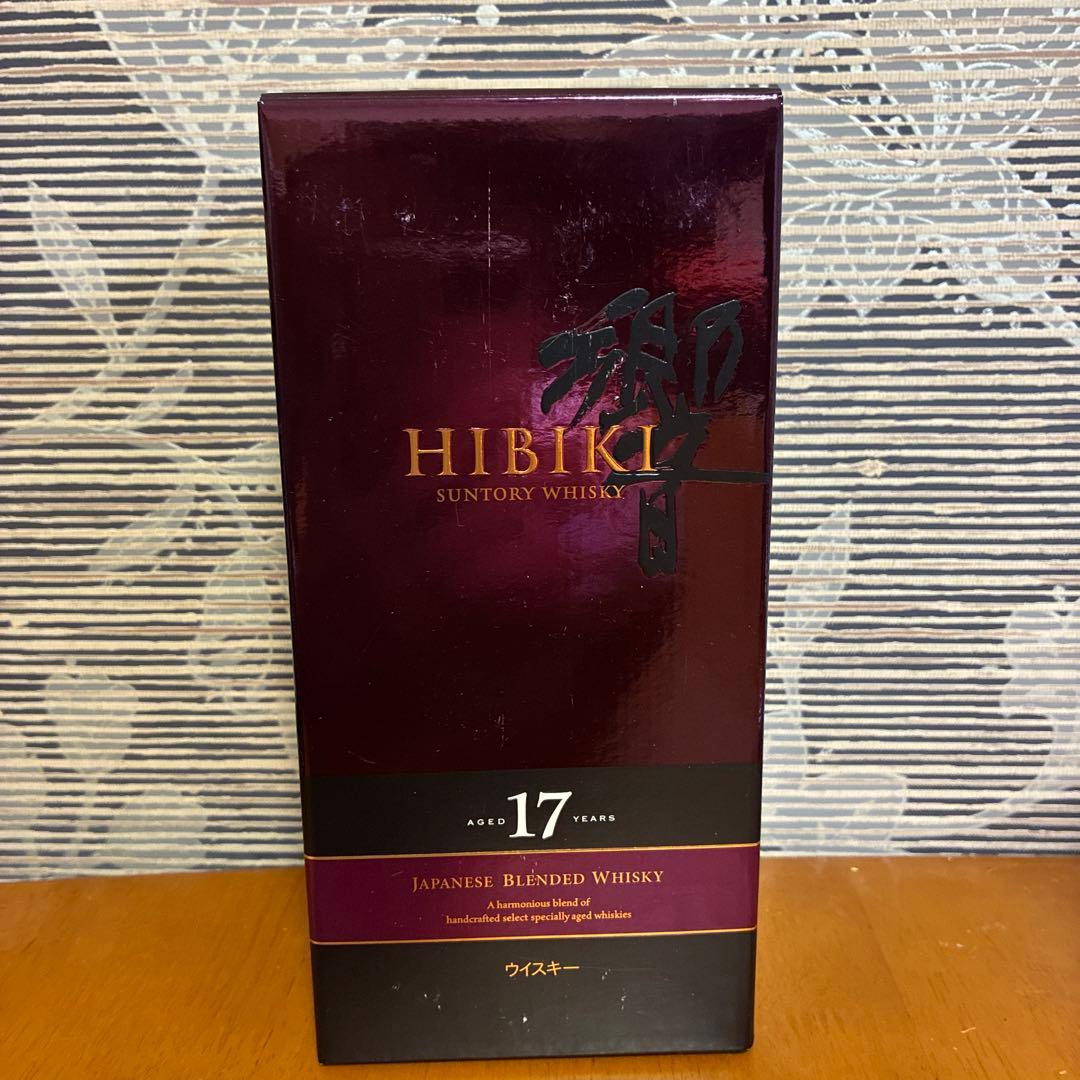 響
HIBIKI
SUNTORY WHISKY
AGED 17 YEARS
JAPANESE BLENDED WHISKY
A harmonious blend of
handcrafted select specially aged whiskies
ウイスキー